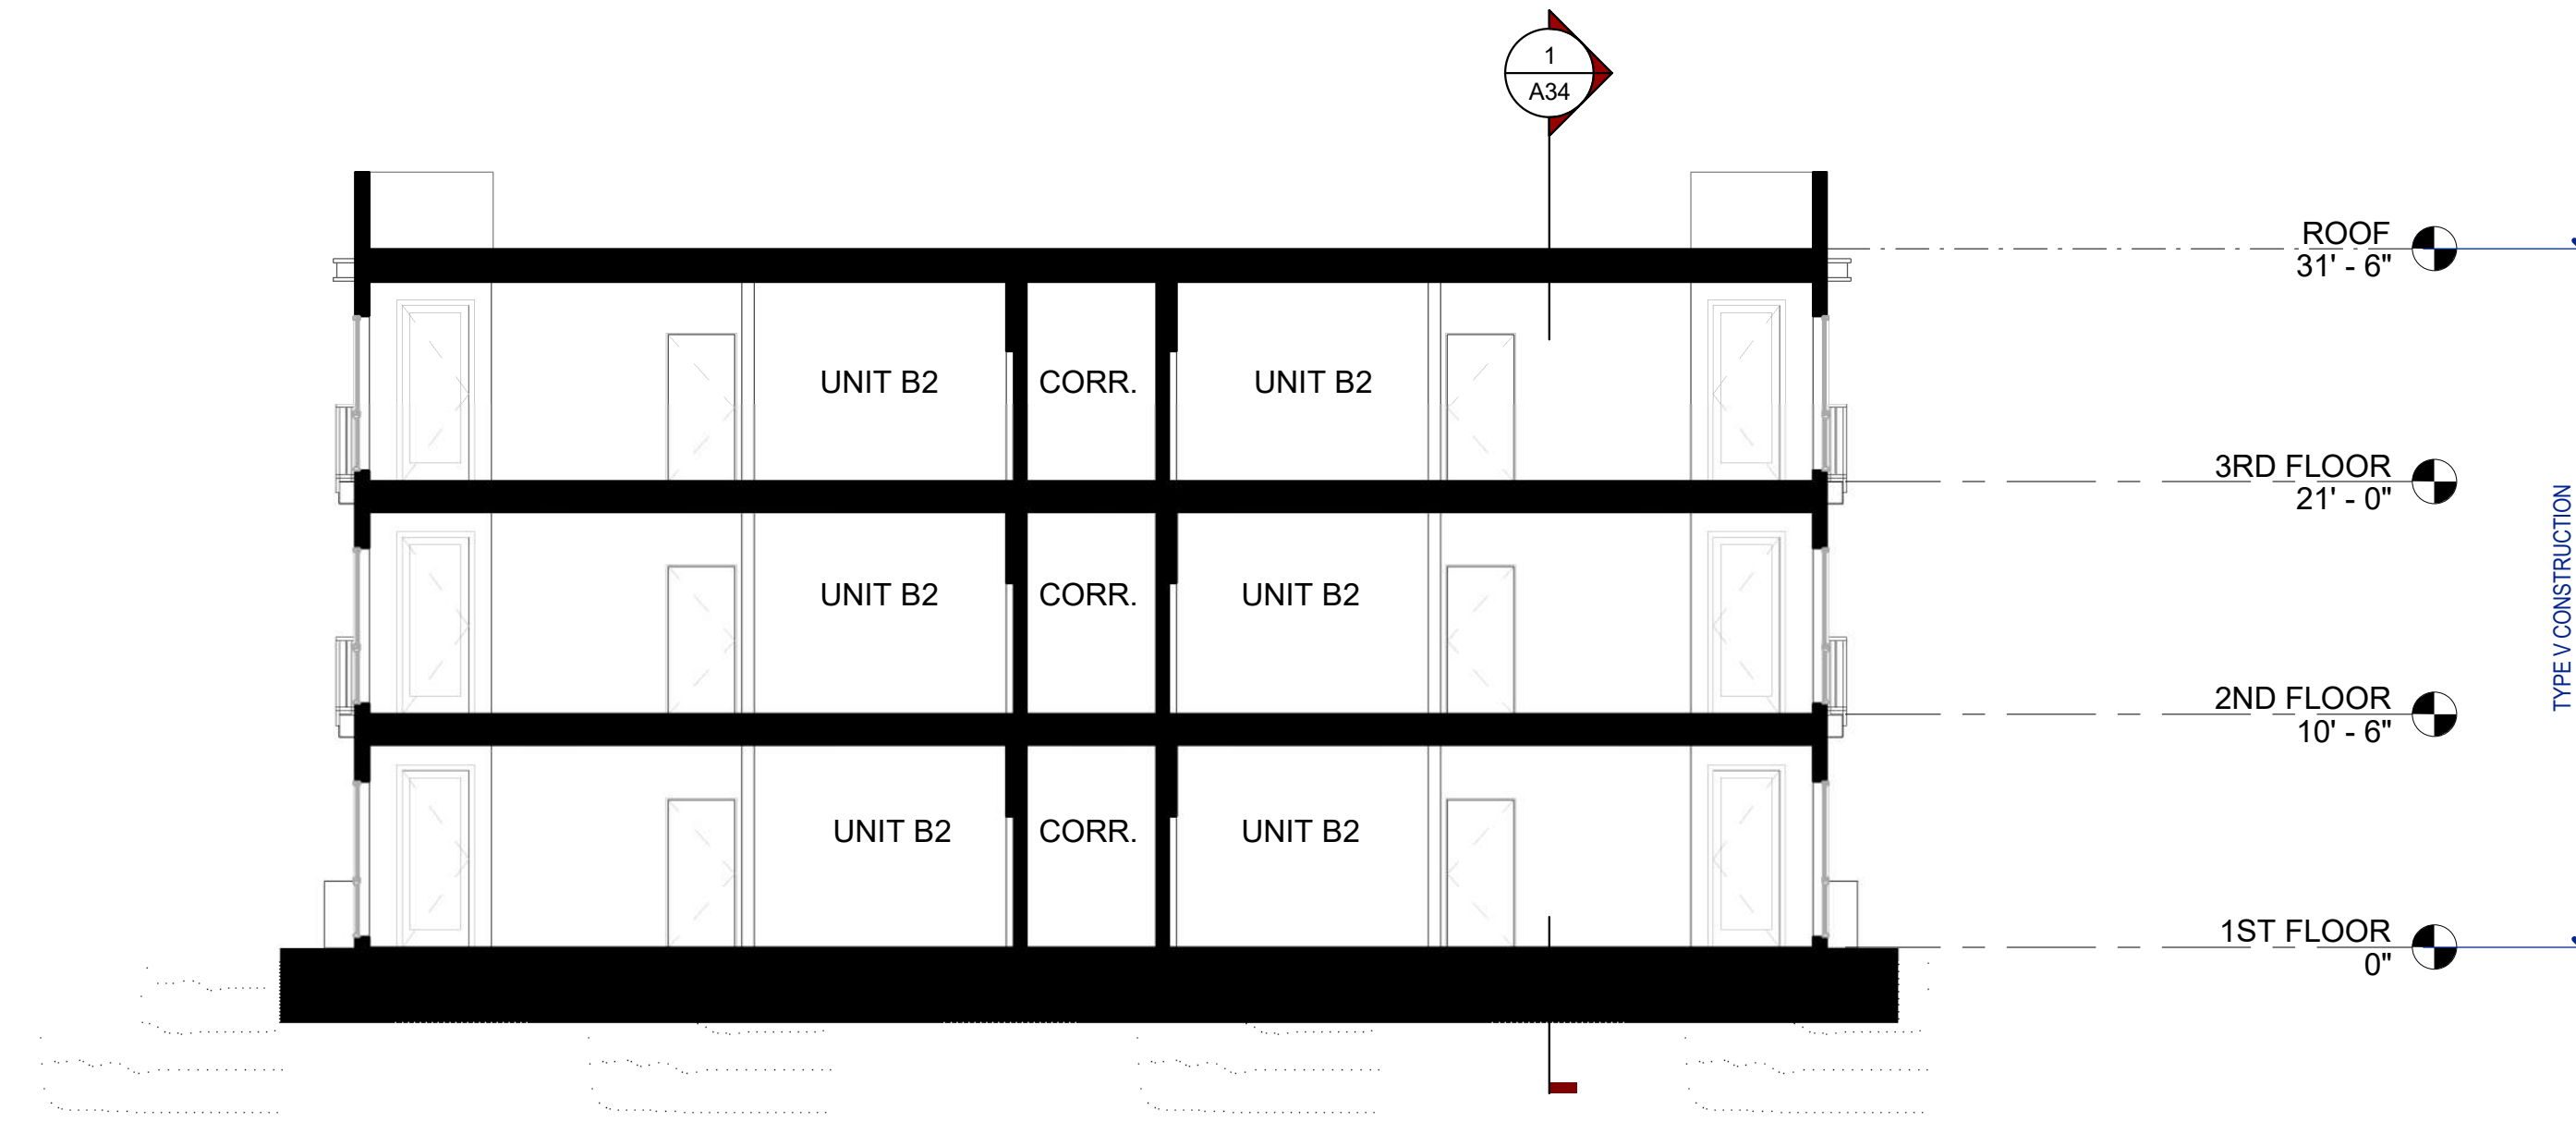 1
A34
ROOF
31' - 6"
UNIT B2
CORR.
UNIT B2
3RD FLOOR
21' - 0"
UNIT B2
CORR.
UNIT B2
2ND FLOOR
10' - 6"
TYPE V CONSTRUCTION
UNIT B2
CORR.
UNIT B2
1ST FLOOR
0"